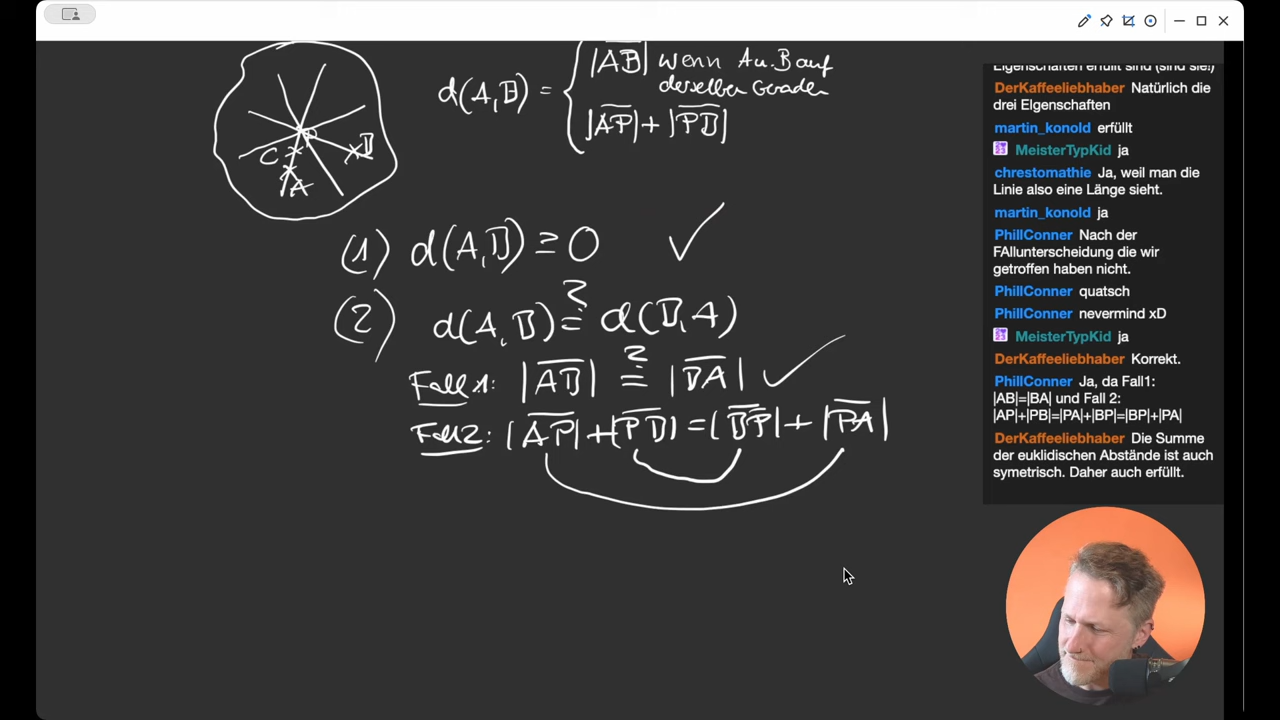 d(A,B) = { |AB| wenn A u. B auf
derselben Geraden
|AP| + |PB|
P
C
B
A
(1) d(A,B) ≥ 0 ✓
(2) d(A,B) ≟ d(B,A)
Fall 1: |AB| ≟ |BA| ✓
Fall 2: |AP| + |PB| = |BP| + |PA|
Eigenschaften erfüllt sind (sind sie!)
DerKaffeeliebhaber Natürlich die
drei Eigenschaften
martin_konold erfüllt
MeisterTypKid ja
chrestomathie Ja, weil man die
Linie also eine Länge sieht.
martin_konold ja
PhillConner Nach der
FAllunterscheidung die wir
getroffen haben nicht.
PhillConner quatsch
PhillConner nevermind xD
MeisterTypKid ja
DerKaffeeliebhaber Korrekt.
PhillConner Ja, da Fall1:
|AB|=|BA| und Fall 2:
|AP|+|PB|=|PA|+|BP|=|BP|+|PA|
DerKaffeeliebhaber Die Summe
der euklidischen Abstände ist auch
symetrisch. Daher auch erfüllt.